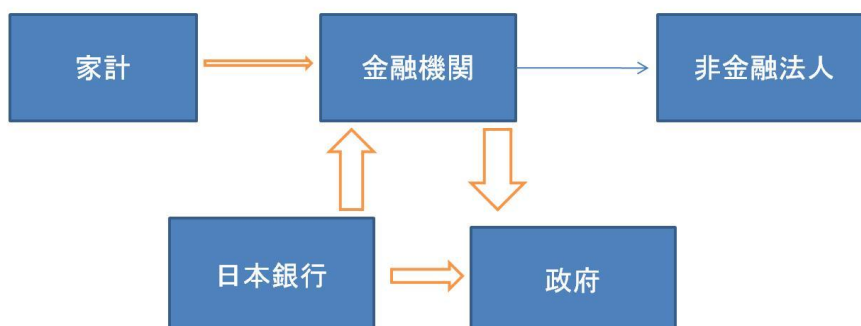 家計
金融機関
非金融法人
日本銀行
政府